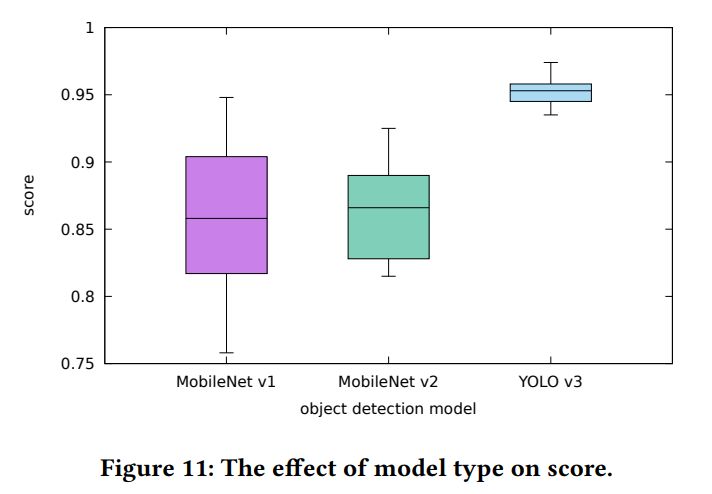 1
0.95
0.9
0.85
0.8
0.75
score
MobileNet v1 MobileNet v2 YOLO v3
object detection model
Figure 11: The effect of model type on score.